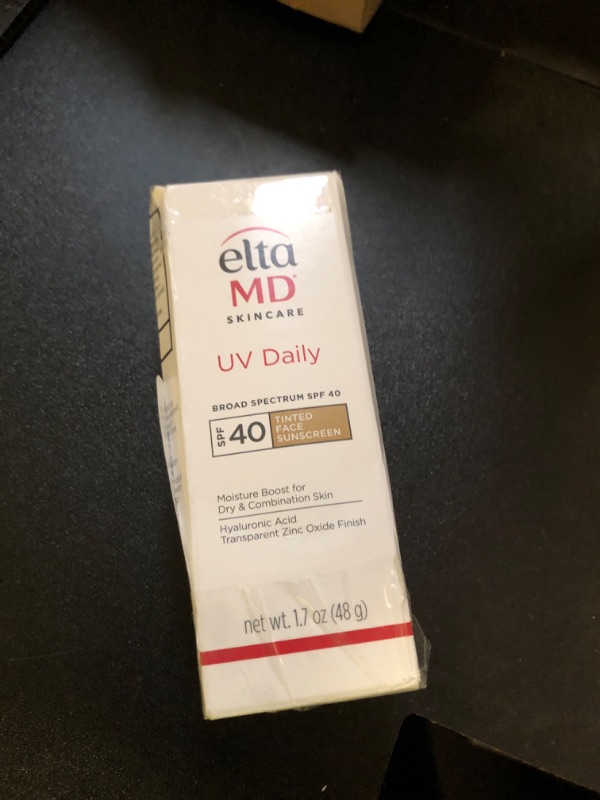 elta
MD
SKINCARE
UV Daily
BROAD SPECTRUM SPF 40
SPF 40 TINTED
FACE
SUNSCREEN
Moisture Boost for
Dry & Combination Skin
Hyaluronic Acid
Transparent Zinc Oxide Finish
net wt. 1.7 oz (48 g)